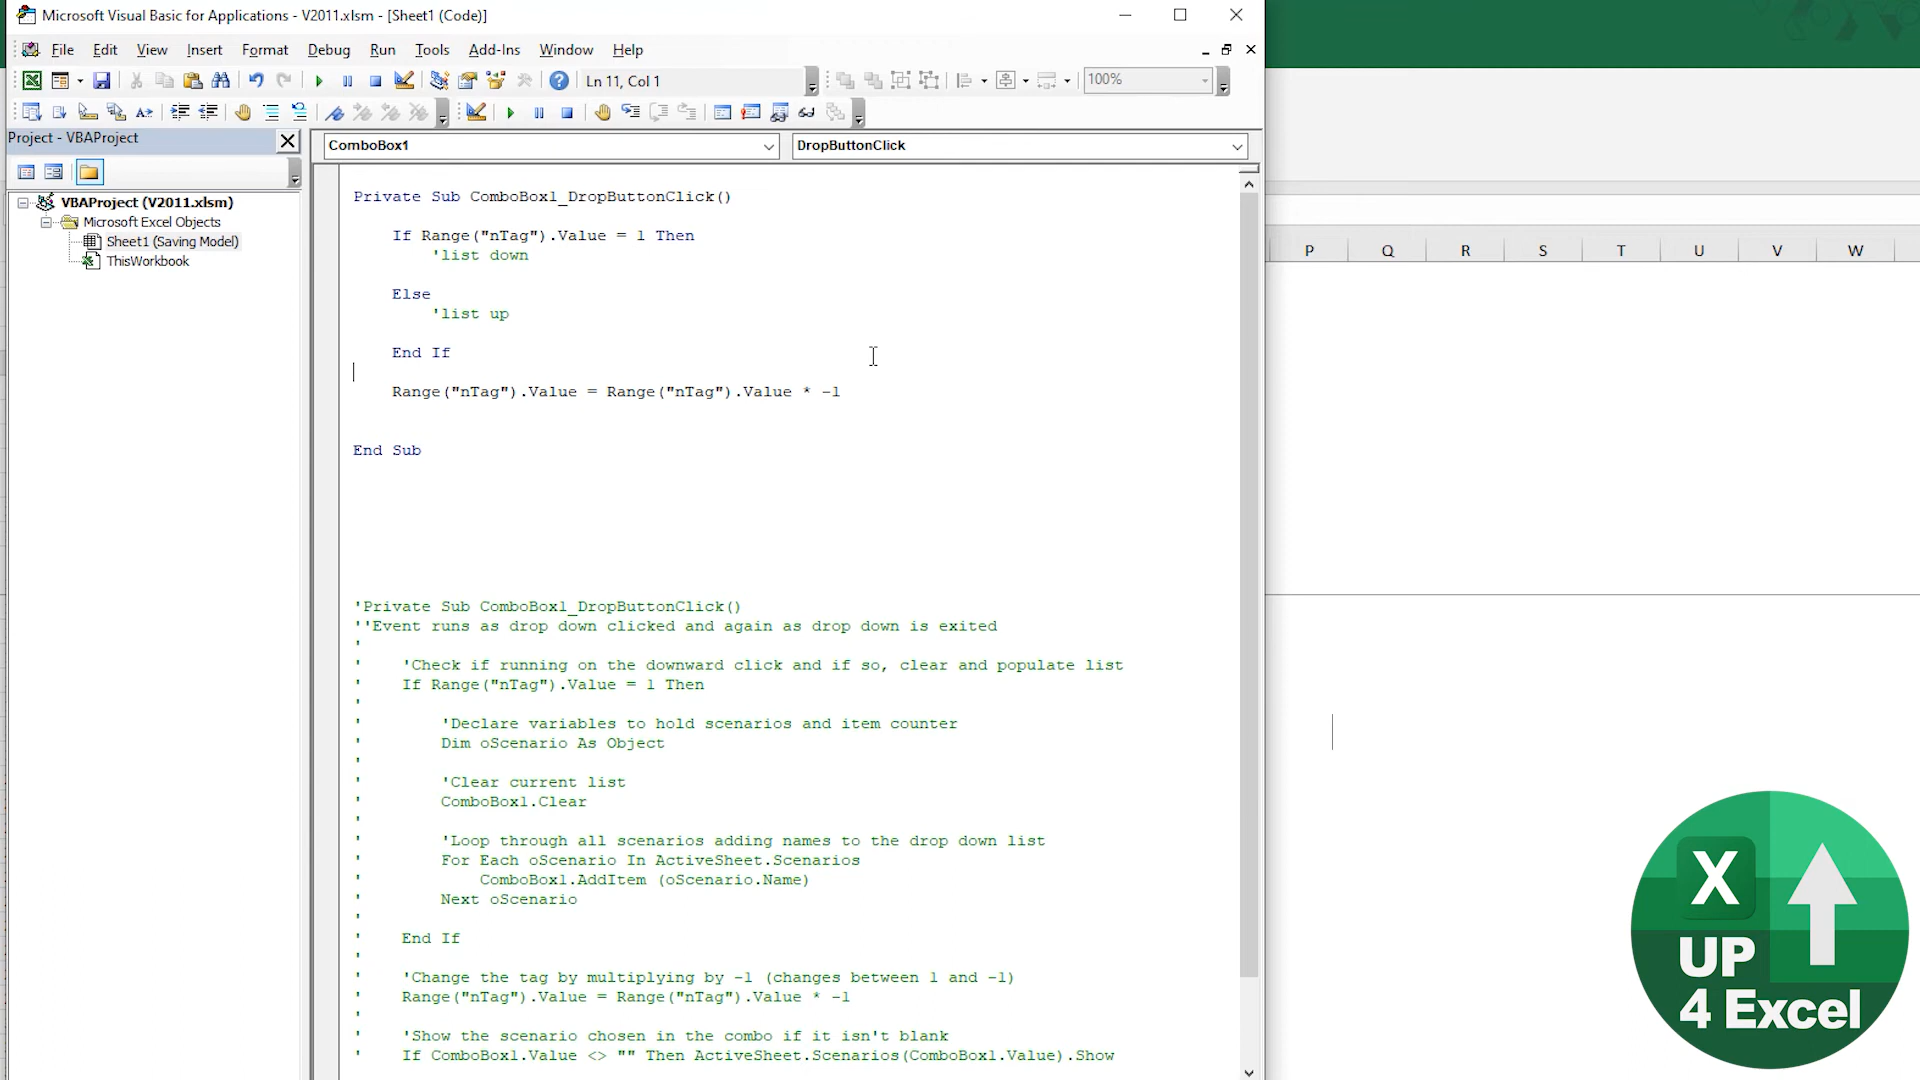 Microsoft Visual Basic for Applications - V2011.xlsm - [Sheet1 (Code)]
File Edit View Insert Format Debug Run Tools Add-Ins Window Help
Ln 11, Col 1
100%
Project - VBAProject
ComboBox1
DropButtonClick
VBAProject (V2011.xlsm)
Microsoft Excel Objects
Sheet1 (Saving Model)
ThisWorkbook
Private Sub ComboBox1_DropButtonClick()
If Range("nTag").Value = 1 Then
'list down
Else
'list up
End If
Range("nTag").Value = Range("nTag").Value * -1
End Sub
'Private Sub ComboBox1_DropButtonClick()
''Event runs as drop down clicked and again as drop down is exited
'
' 'Check if running on the downward click and if so, clear and populate list
' If Range("nTag").Value = 1 Then
'
' 'Declare variables to hold scenarios and item counter
' Dim oScenario As Object
'
' 'Clear current list
' ComboBox1.Clear
'
' 'Loop through all scenarios adding names to the drop down list
' For Each oScenario In ActiveSheet.Scenarios
' ComboBox1.AddItem (oScenario.Name)
' Next oScenario
'
' End If
'
' 'Change the tag by multiplying by -1 (changes between 1 and -1)
' Range("nTag").Value = Range("nTag").Value * -1
'
' 'Show the scenario chosen in the combo if it isn't blank
' If ComboBox1.Value <> "" Then ActiveSheet.Scenarios(ComboBox1.Value).Show
P Q R S T U V W
X
UP
4 Excel